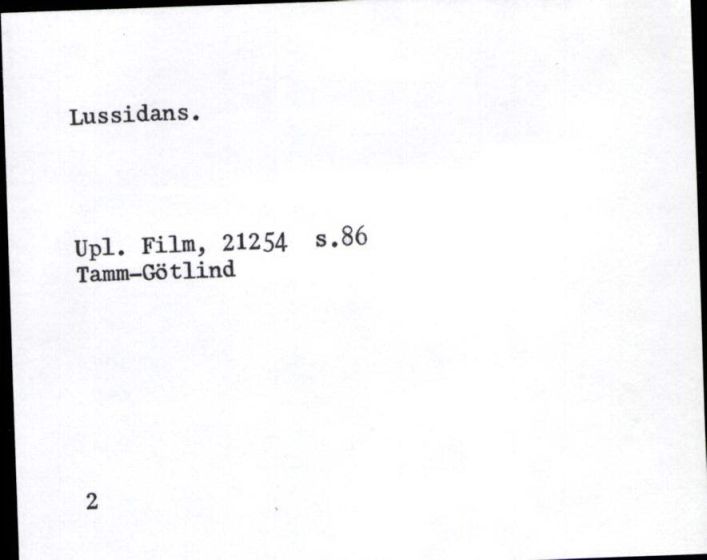 Lussidans.
Upl. Film, 21254 s.86
Tamm-Götlind
2